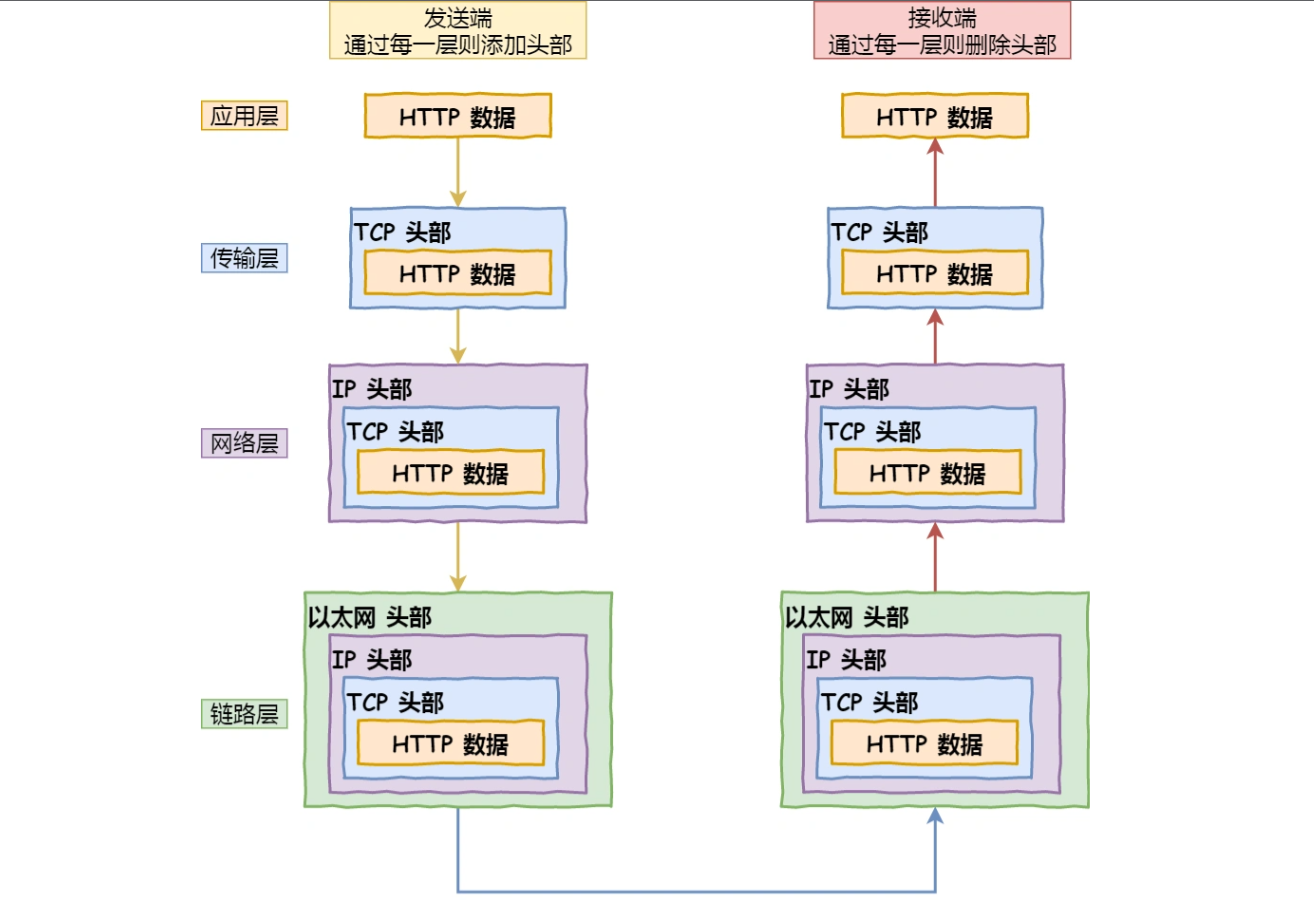 发送端
通过每一层则添加头部
接收端
通过每一层则删除头部
应用层
HTTP 数据
HTTP 数据
传输层
TCP 头部
HTTP 数据
TCP 头部
HTTP 数据
网络层
IP 头部
TCP 头部
HTTP 数据
IP 头部
TCP 头部
HTTP 数据
链路层
以太网 头部
IP 头部
TCP 头部
HTTP 数据
以太网 头部
IP 头部
TCP 头部
HTTP 数据